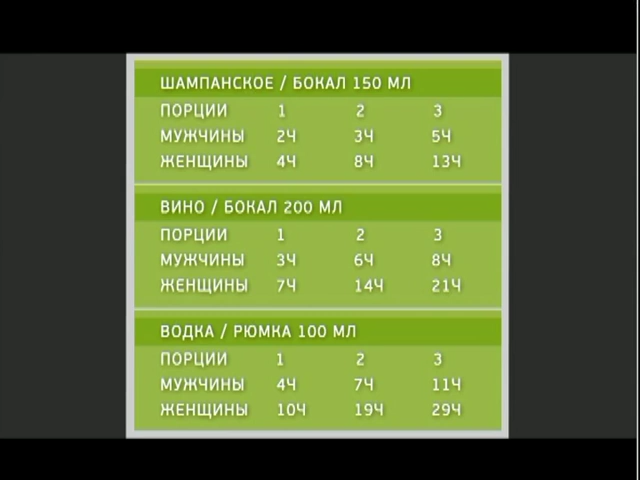 ШАМПАНСКОЕ / БОКАЛ 150 МЛ
ПОРЦИИ 1 2 3
МУЖЧИНЫ 2Ч 3Ч 5Ч
ЖЕНЩИНЫ 4Ч 8Ч 13Ч
ВИНО / БОКАЛ 200 МЛ
ПОРЦИИ 1 2 3
МУЖЧИНЫ 3Ч 6Ч 8Ч
ЖЕНЩИНЫ 7Ч 14Ч 21Ч
ВОДКА / РЮМКА 100 МЛ
ПОРЦИИ 1 2 3
МУЖЧИНЫ 4Ч 7Ч 11Ч
ЖЕНЩИНЫ 10Ч 19Ч 29Ч